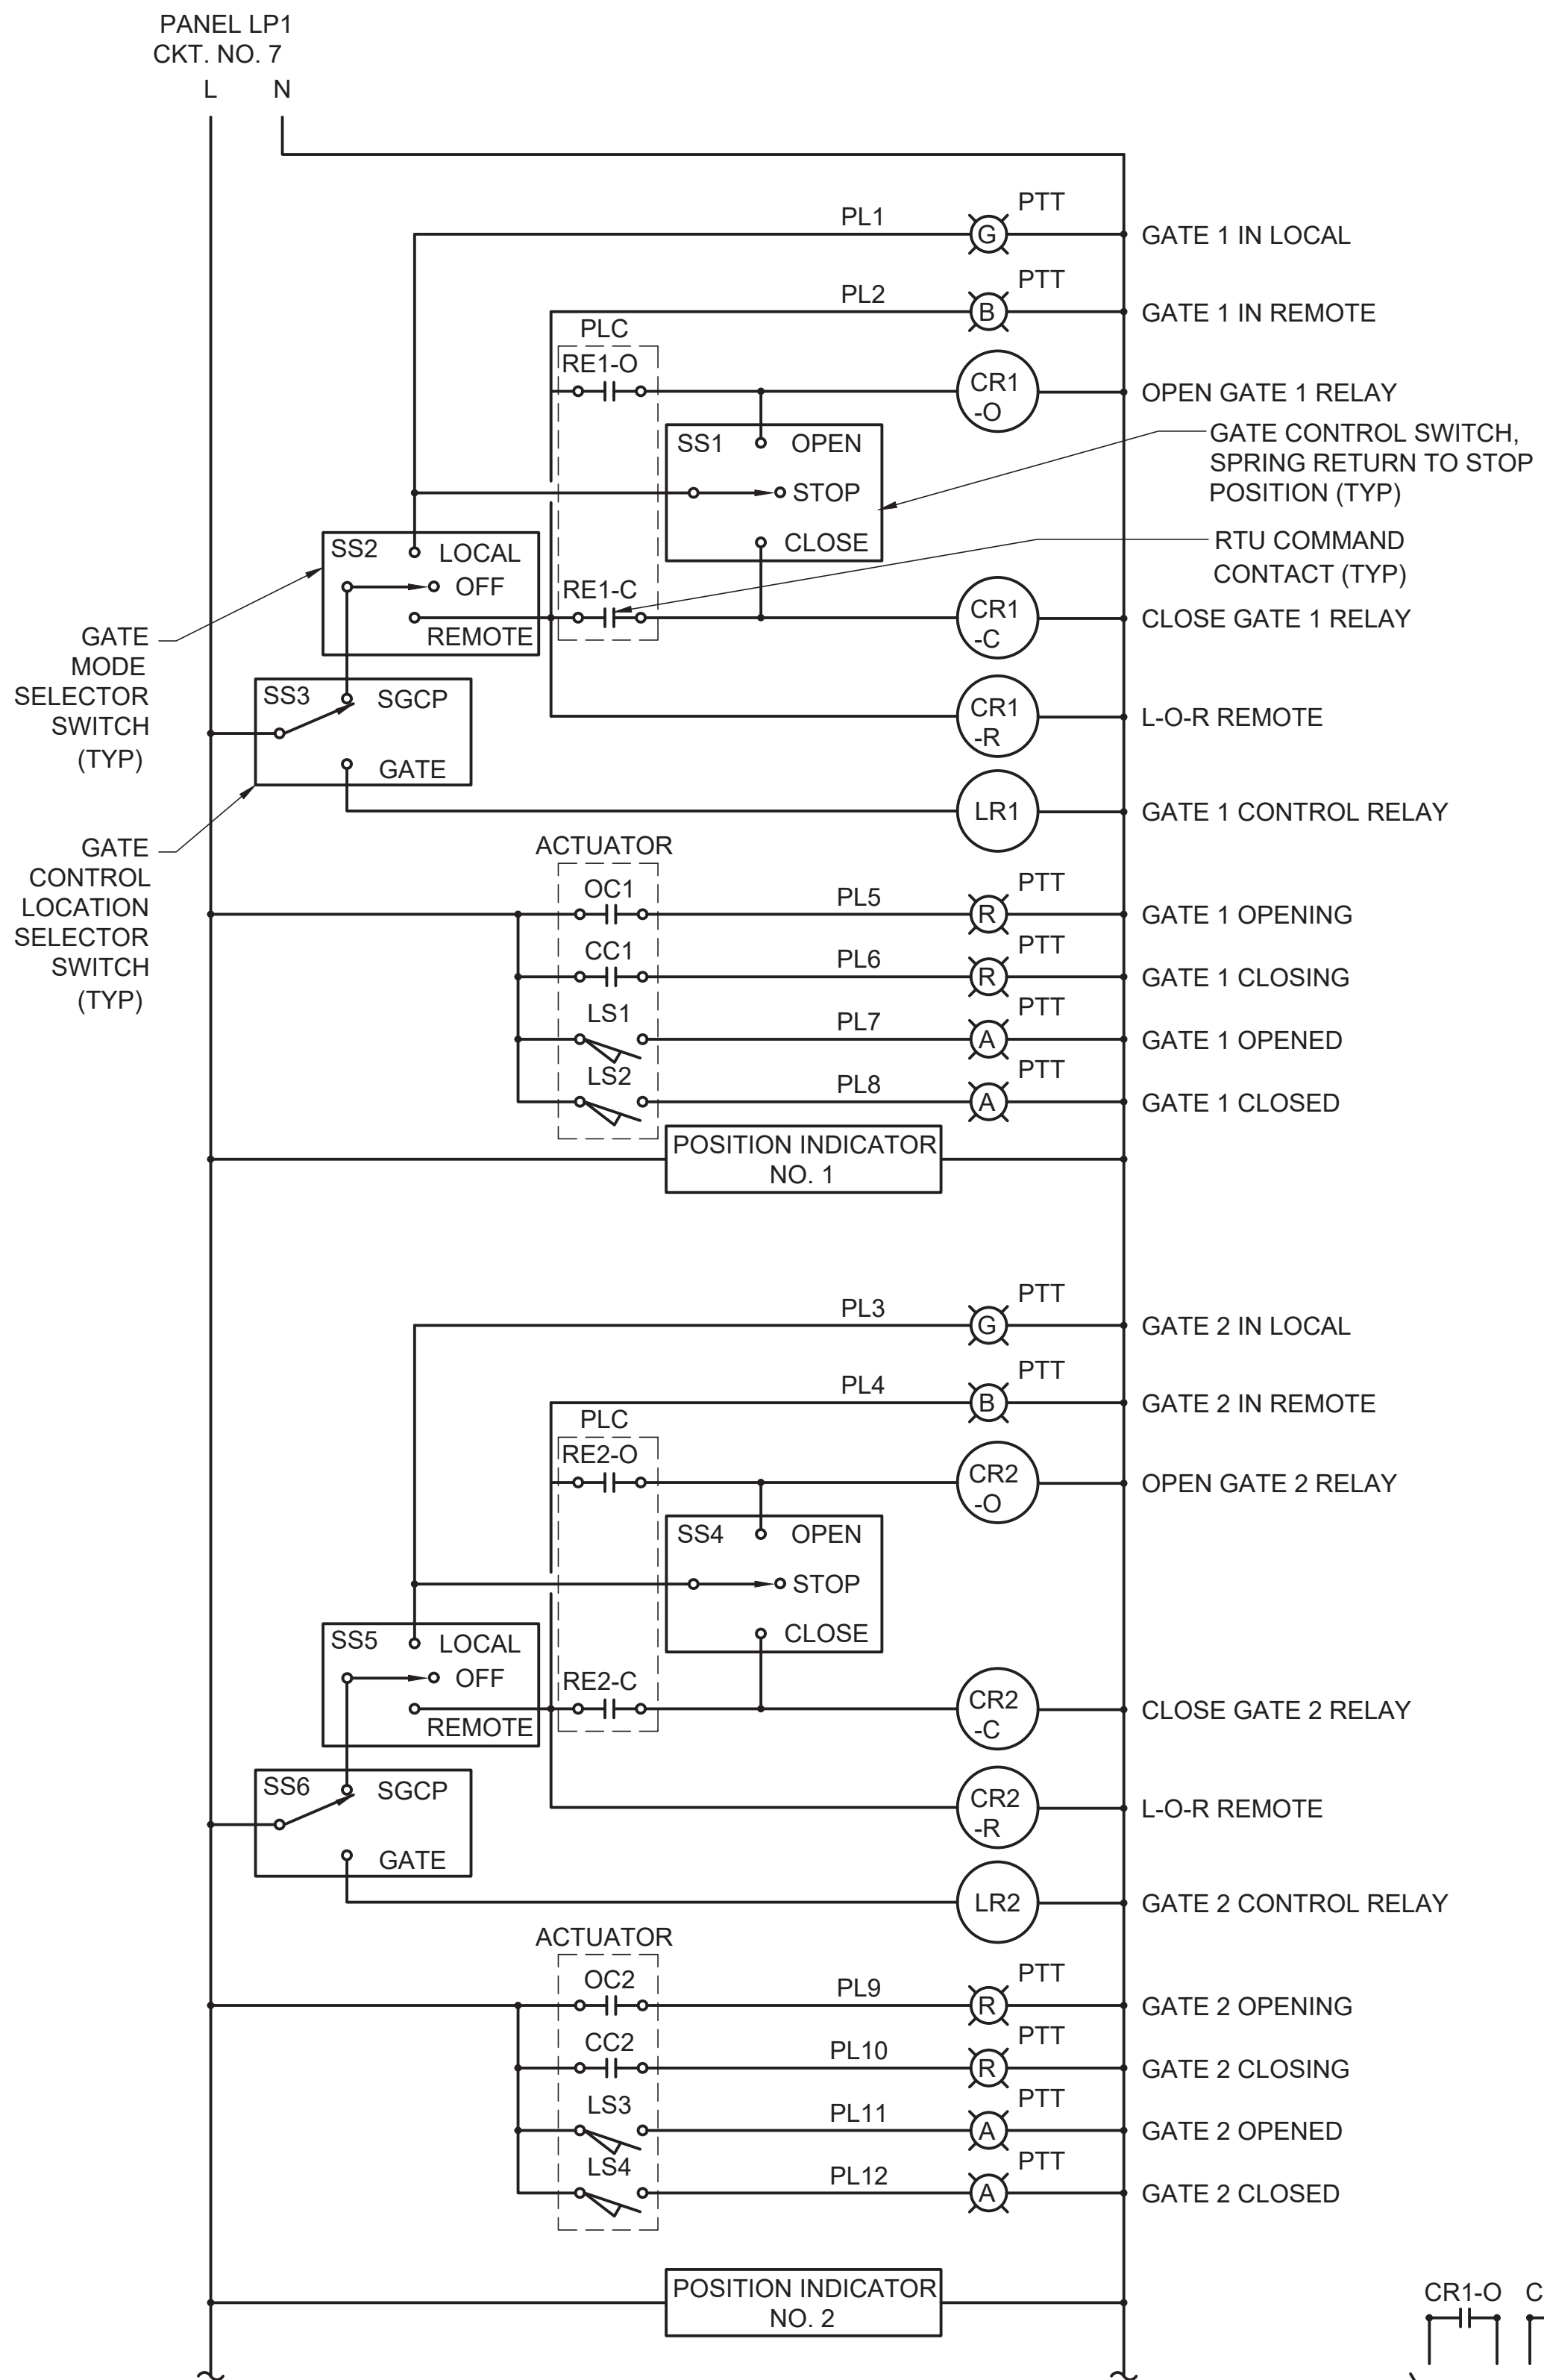 PANEL LP1
CKT. NO. 7
L N
PL1 G PTT GATE 1 IN LOCAL
PL2 B PTT GATE 1 IN REMOTE
PLC
RE1-O CR1 -O OPEN GATE 1 RELAY
SS1 OPEN
STOP
CLOSE
GATE CONTROL SWITCH,
SPRING RETURN TO STOP
POSITION (TYP)
RTU COMMAND
CONTACT (TYP)
SS2 LOCAL
OFF
REMOTE
RE1-C CR1 -C CLOSE GATE 1 RELAY
GATE
MODE
SELECTOR
SWITCH
(TYP)
SS3 SGCP
GATE
CR1 -R L-O-R REMOTE
LR1 GATE 1 CONTROL RELAY
GATE
CONTROL
LOCATION
SELECTOR
SWITCH
(TYP)
ACTUATOR
OC1 PL5 R PTT GATE 1 OPENING
CC1 PL6 R PTT GATE 1 CLOSING
LS1 PL7 A PTT GATE 1 OPENED
LS2 PL8 A PTT GATE 1 CLOSED
POSITION INDICATOR
NO. 1
PL3 G PTT GATE 2 IN LOCAL
PL4 B PTT GATE 2 IN REMOTE
PLC
RE2-O CR2 -O OPEN GATE 2 RELAY
SS4 OPEN
STOP
CLOSE
SS5 LOCAL
OFF
REMOTE
RE2-C CR2 -C CLOSE GATE 2 RELAY
SS6 SGCP
GATE
CR2 -R L-O-R REMOTE
LR2 GATE 2 CONTROL RELAY
ACTUATOR
OC2 PL9 R PTT GATE 2 OPENING
CC2 PL10 R PTT GATE 2 CLOSING
LS3 PL11 A PTT GATE 2 OPENED
LS4 PL12 A PTT GATE 2 CLOSED
POSITION INDICATOR
NO. 2
CR1-O